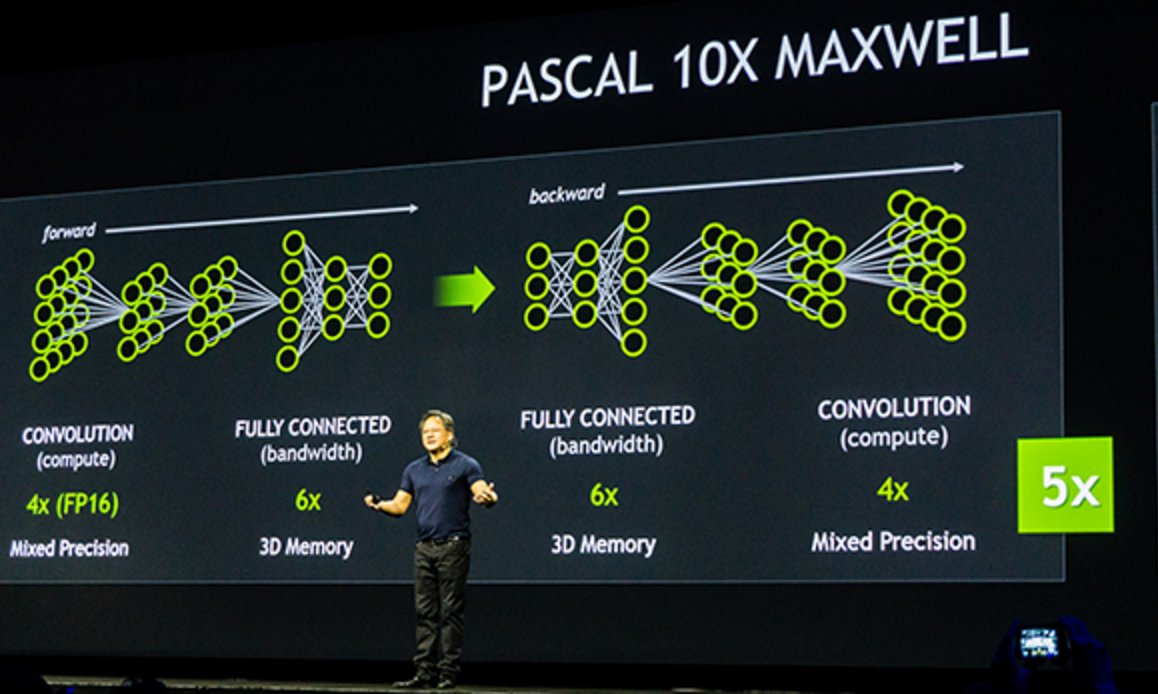 PASCAL 10X MAXWELL
forward
backward
CONVOLUTION
(compute)
4x (FP16)
Mixed Precision
FULLY CONNECTED
(bandwidth)
6x
3D Memory
FULLY CONNECTED
(bandwidth)
6x
3D Memory
CONVOLUTION
(compute)
4x
Mixed Precision
5x